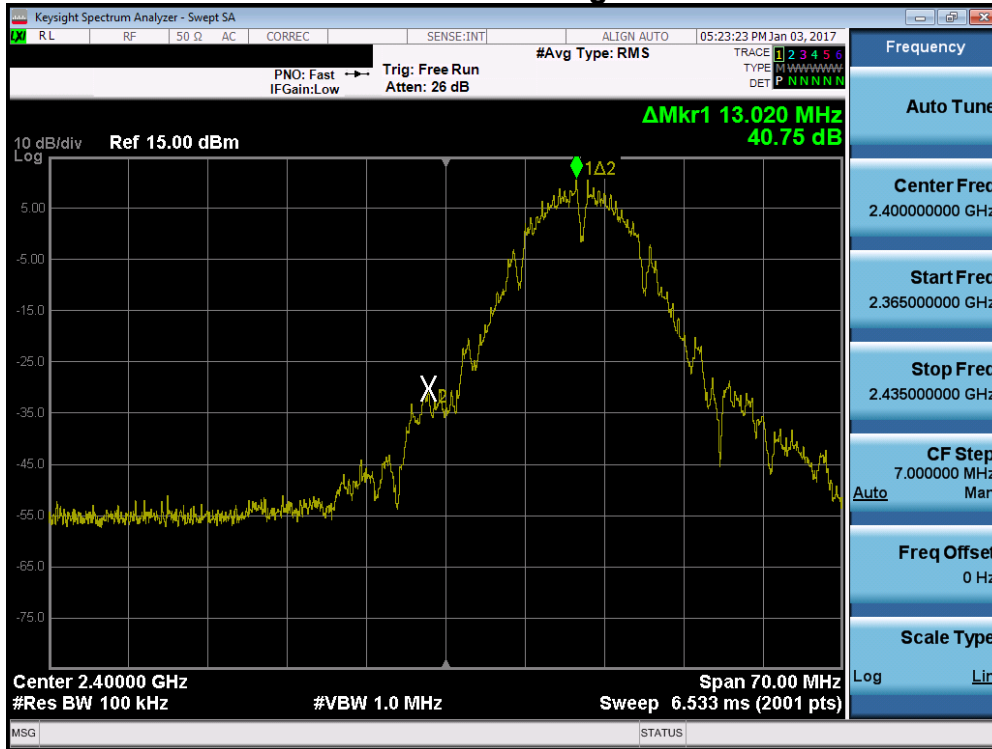 Keysight Spectrum Analyzer - Swept SA
LXI RL RF 50 Ω AC CORREC SENSE:INT ALIGN AUTO 05:23:23 PM Jan 03, 2017
#Avg Type: RMS TRACE 1 2 3 4 5 6
PNO: Fast Trig: Free Run TYPE M WWWWW
IFGain:Low Atten: 26 dB DET P N N N N N
ΔMkr1 13.020 MHz
40.75 dB
10 dB/div Ref 15.00 dBm
Log
1Δ2
5.00
-5.00
-15.0
-25.0
X2
-35.0
-45.0
-55.0
-65.0
-75.0
Center 2.40000 GHz Span 70.00 MHz
#Res BW 100 kHz #VBW 1.0 MHz Sweep 6.533 ms (2001 pts)
MSG STATUS
Frequency
Auto Tune
Center Freq
2.400000000 GHz
Start Freq
2.365000000 GHz
Stop Freq
2.435000000 GHz
CF Step
7.000000 MHz
Auto Man
Freq Offset
0 Hz
Scale Type
Log Lin